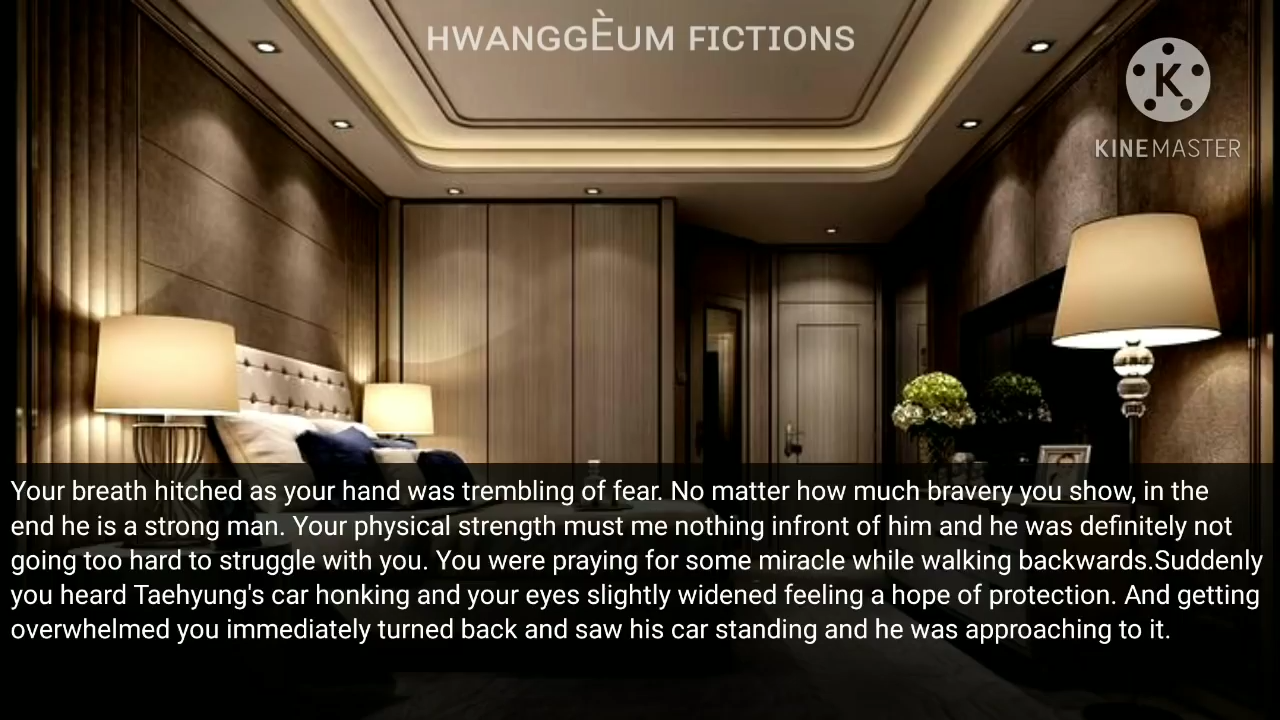 HWANGGÈUM FICTIONS
K
KINEMASTER
Your breath hitched as your hand was trembling of fear. No matter how much bravery you show, in the
end he is a strong man. Your physical strength must me nothing infront of him and he was definitely not
going too hard to struggle with you. You were praying for some miracle while walking backwards.Suddenly
you heard Taehyung's car honking and your eyes slightly widened feeling a hope of protection. And getting
overwhelmed you immediately turned back and saw his car standing and he was approaching to it.